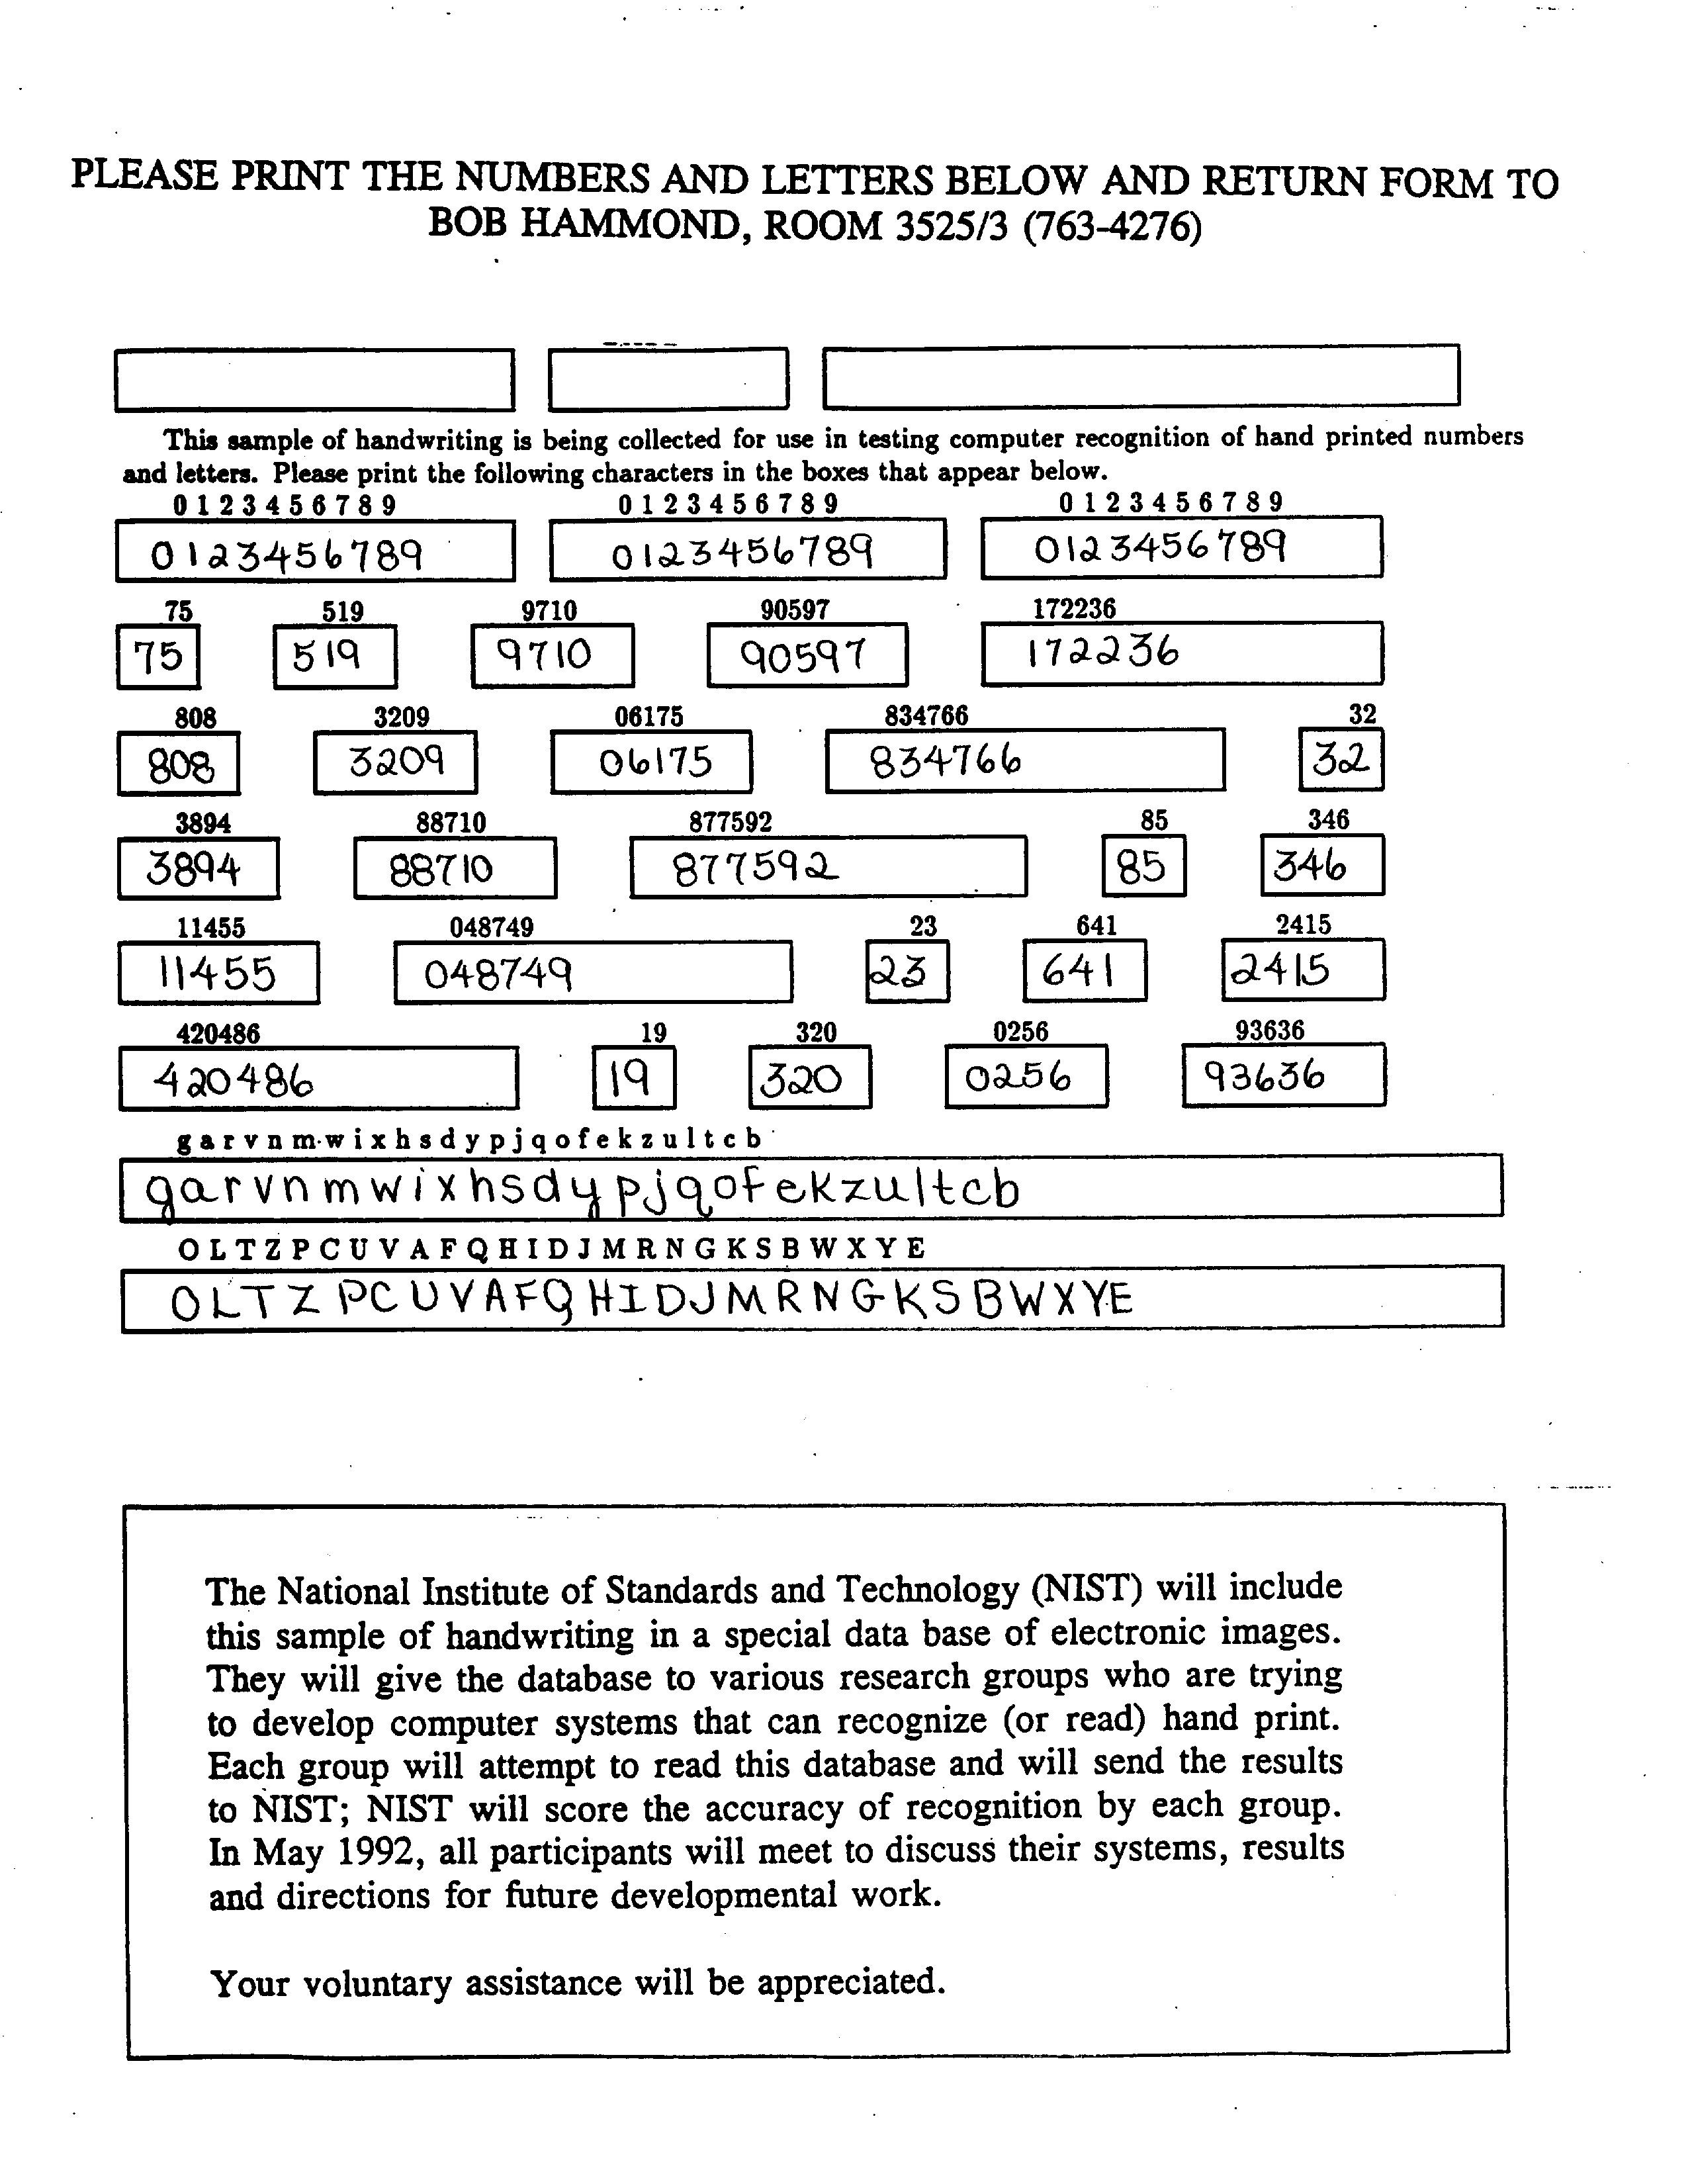 PLEASE PRINT THE NUMBERS AND LETTERS BELOW AND RETURN FORM TO
BOB HAMMOND, ROOM 3525/3 (763-4276)
This sample of handwriting is being collected for use in testing computer recognition of hand printed numbers
and letters. Please print the following characters in the boxes that appear below.
0 1 2 3 4 5 6 7 8 9 0 1 2 3 4 5 6 7 8 9 0 1 2 3 4 5 6 7 8 9
0123456789 0123456789 0123456789
75 519 9710 90597 172236
75 519 9710 90597 172236
808 3209 06175 834766 32
808 3209 06175 834766 32
3894 88710 877592 85 346
3894 88710 877592 85 346
11455 048749 23 641 2415
11455 048749 23 641 2415
420486 19 320 0256 93636
420486 19 320 0256 93636
g a r v n m w i x h s d y p j q o f e k z u l t c b
garvnmwixhsdypjqofekzultcb
O L T Z P C U V A F Q H I D J M R N G K S B W X Y E
OLTZPCUVAFQHIDJMRNGKSBWXYE
The National Institute of Standards and Technology (NIST) will include
this sample of handwriting in a special data base of electronic images.
They will give the database to various research groups who are trying
to develop computer systems that can recognize (or read) hand print.
Each group will attempt to read this database and will send the results
to NIST; NIST will score the accuracy of recognition by each group.
In May 1992, all participants will meet to discuss their systems, results
and directions for future developmental work.
Your voluntary assistance will be appreciated.